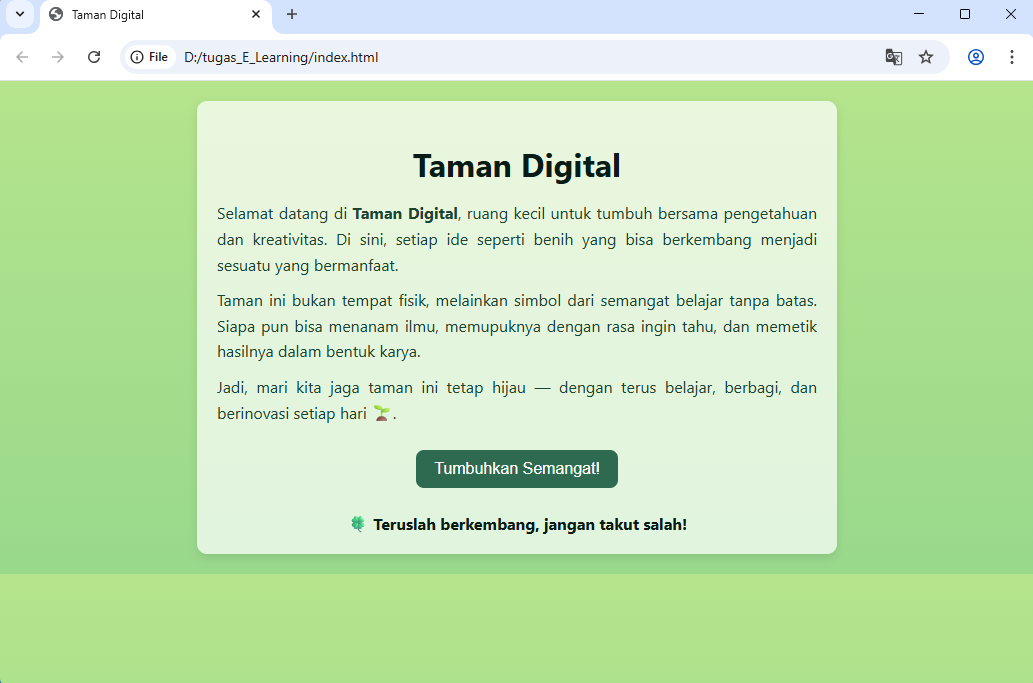 Taman Digital
File D:/tugas_E_Learning/index.html
Taman Digital
Selamat datang di Taman Digital, ruang kecil untuk tumbuh bersama pengetahuan
dan kreativitas. Di sini, setiap ide seperti benih yang bisa berkembang menjadi
sesuatu yang bermanfaat.
Taman ini bukan tempat fisik, melainkan simbol dari semangat belajar tanpa batas.
Siapa pun bisa menanam ilmu, memupuknya dengan rasa ingin tahu, dan memetik
hasilnya dalam bentuk karya.
Jadi, mari kita jaga taman ini tetap hijau — dengan terus belajar, berbagi, dan
berinovasi setiap hari 🌱.
Tumbuhkan Semangat!
🍀 Teruslah berkembang, jangan takut salah!